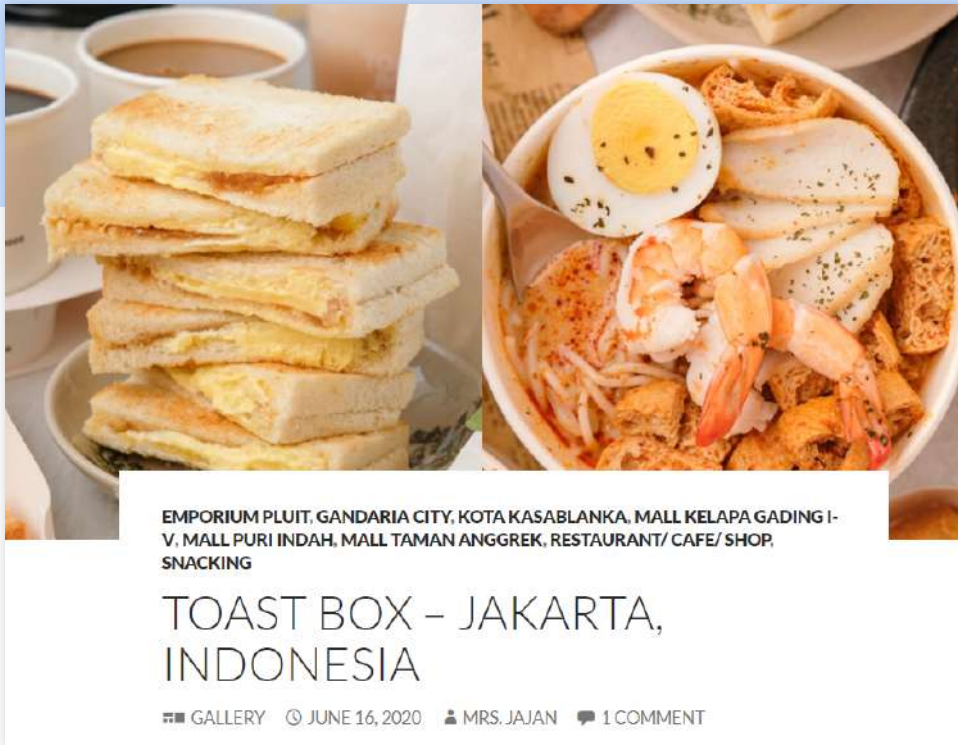 EMPORIUM PLUIT, GANDARIA CITY, KOTA KASABLANKA, MALL KELAPA GADING I-
V, MALL PURI INDAH, MALL TAMAN ANGGREK, RESTAURANT/ CAFE/ SHOP,
SNACKING
TOAST BOX – JAKARTA,
INDONESIA
GALLERY JUNE 16, 2020 MRS. JAJAN 1 COMMENT